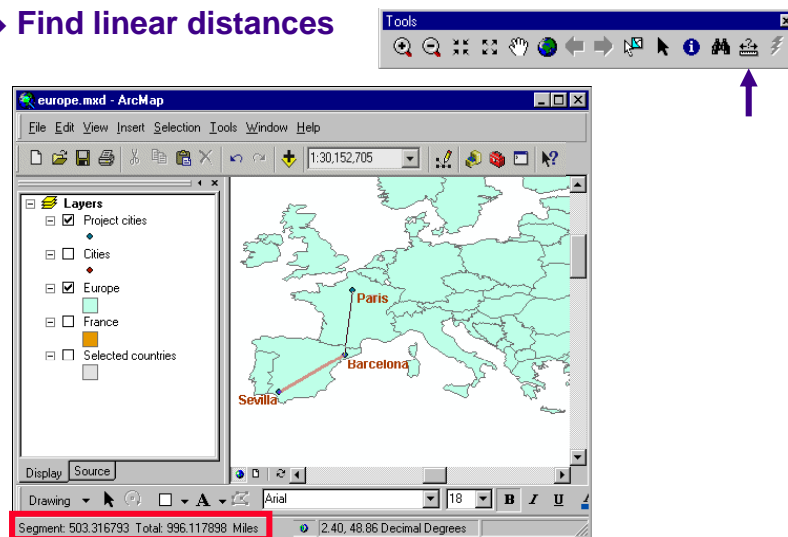 Find linear distances
Tools
europe.mxd - ArcMap
File Edit View Insert Selection Tools Window Help
1:30,152,705
Layers
Project cities
Cities
Europe
France
Selected countries
Paris
Barcelona
Sevilla
Display Source
Drawing A Arial 18 B I U
Segment: 503.316793 Total: 996.117898 Miles 2.40, 48.86 Decimal Degrees